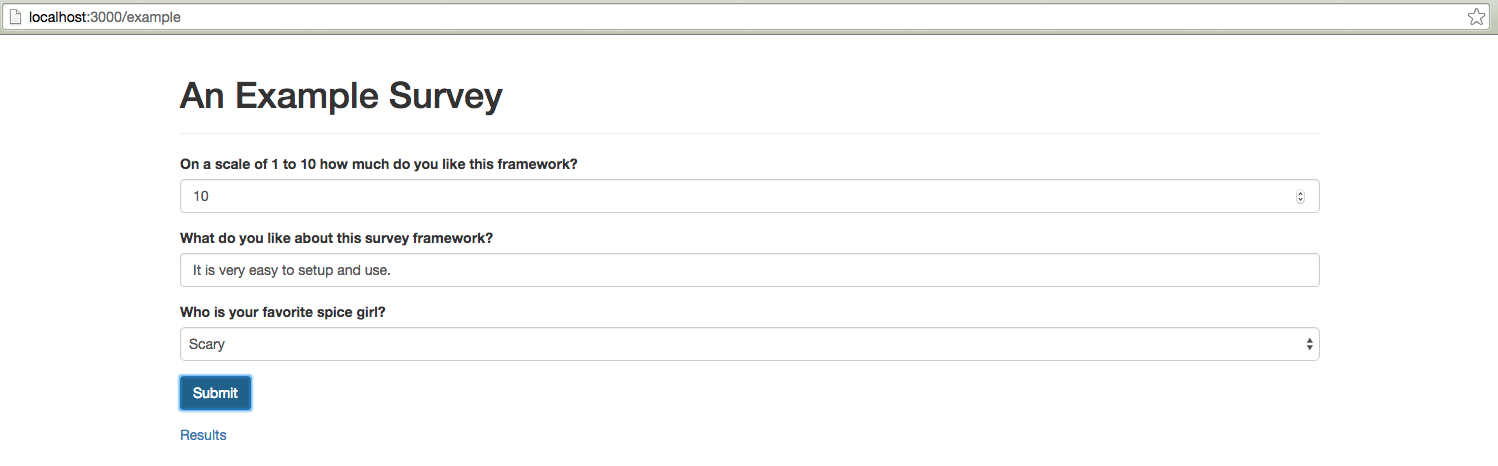 localhost:3000/example
An Example Survey
On a scale of 1 to 10 how much do you like this framework?
10
What do you like about this survey framework?
It is very easy to setup and use.
Who is your favorite spice girl?
Scary
Submit
Results